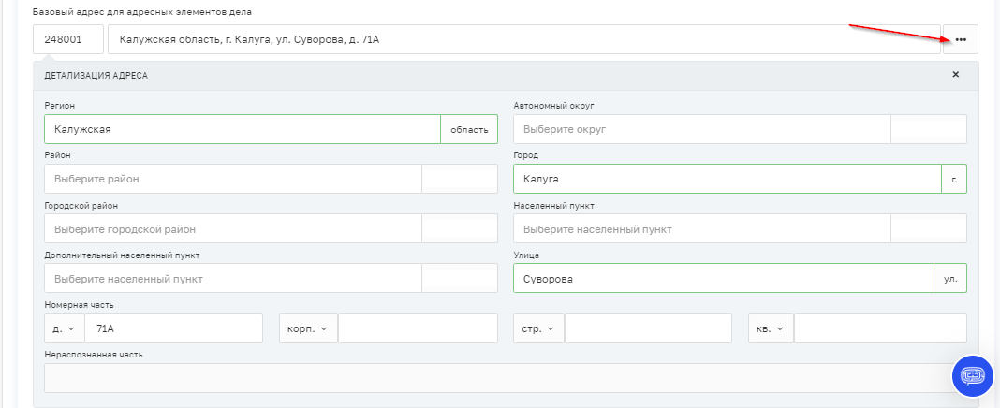 Базовый адрес для адресных элементов дела
248001 Калужская область, г. Калуга, ул. Суворова, д. 71А •••
ДЕТАЛИЗАЦИЯ АДРЕСА ×
Регион Автономный округ
Калужская область Выберите округ
Район Город
Выберите район Калуга г.
Городской район Населенный пункт
Выберите городской район Выберите населенный пункт
Дополнительный населенный пункт Улица
Выберите населенный пункт Суворова ул.
Номерная часть
д. 71А корп. стр. кв.
Нераспознанная часть